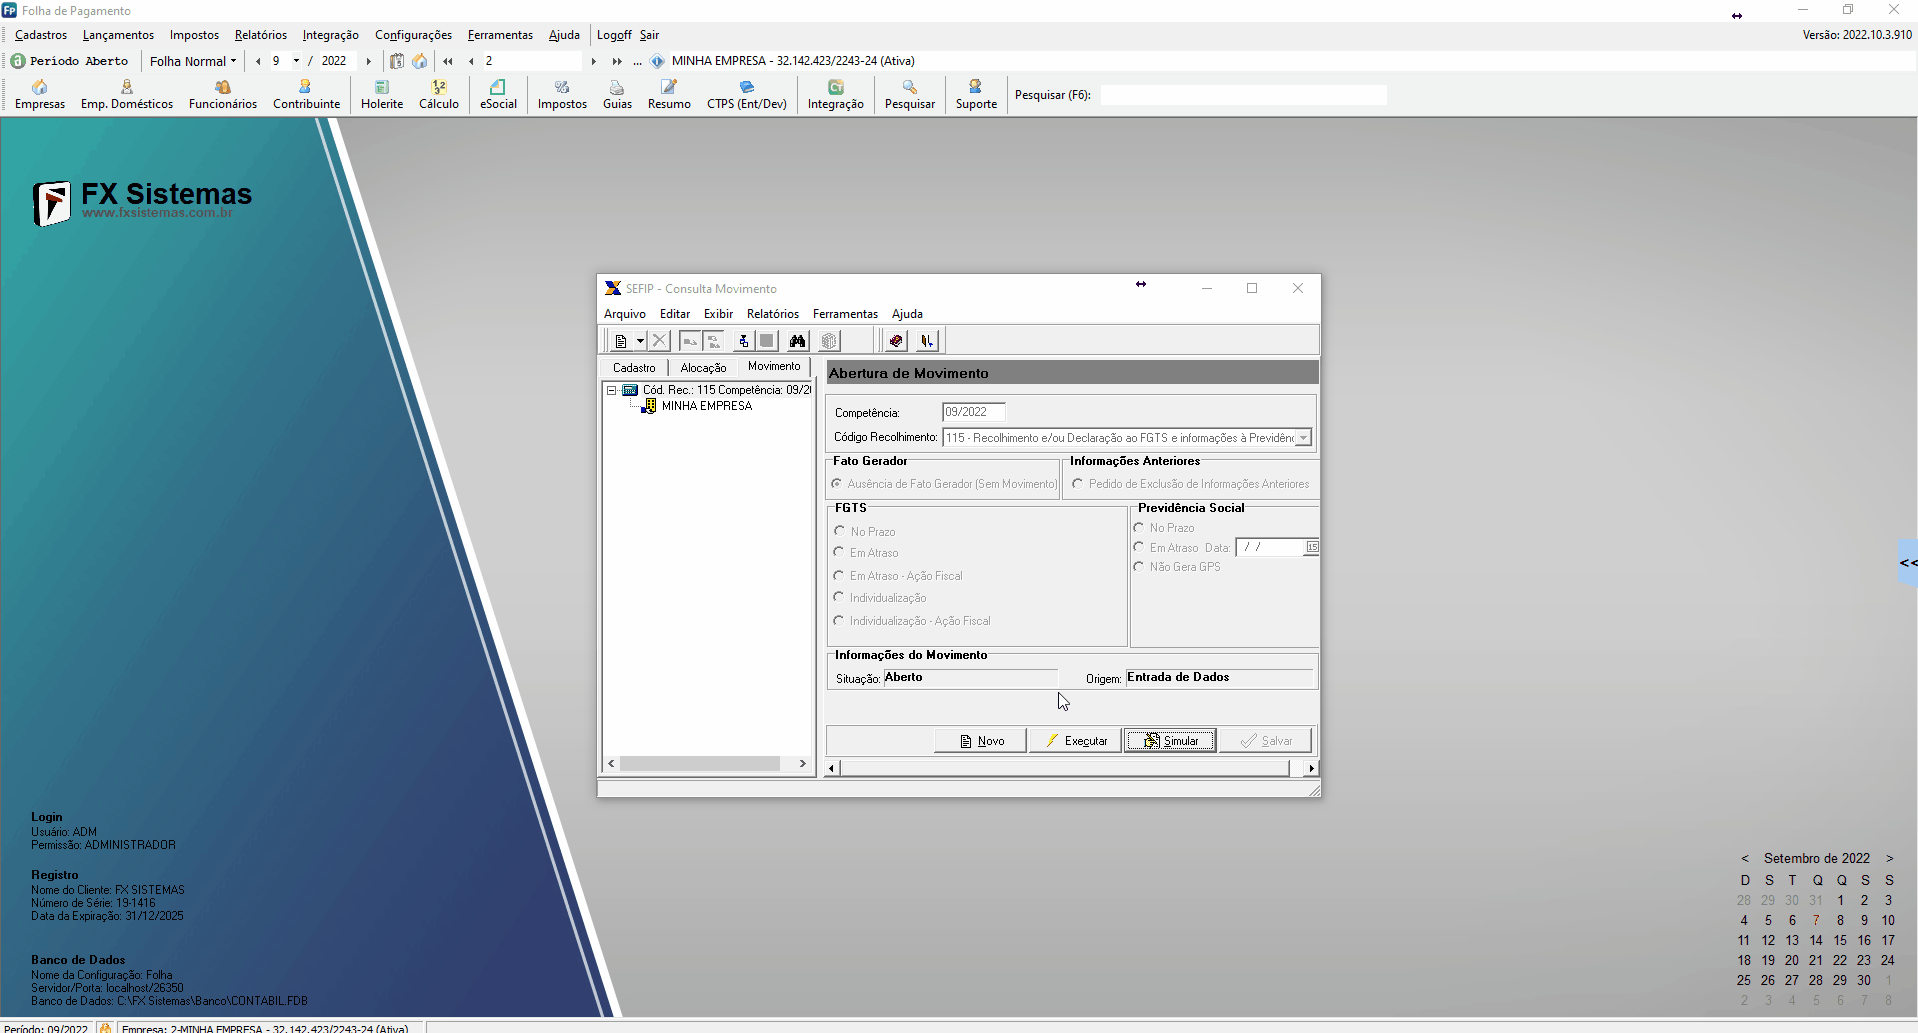 Fp Folha de Pagamento
Cadastros Lançamentos Impostos Relatórios Integração Configurações Ferramentas Ajuda Logoff Sair Versão: 2022.10.3.910
a Período Aberto Folha Normal 9 / 2022 2 ... MINHA EMPRESA - 32.142.423/2243-24 (Ativa)
Empresas Emp. Domésticos Funcionários Contribuinte Holerite Cálculo eSocial Impostos Guias Resumo CTPS (Ent/Dev) Integração Pesquisar Suporte Pesquisar (F6):
FX Sistemas
www.fxsistemas.com.br
SEFIP - Consulta Movimento
Arquivo Editar Exibir Relatórios Ferramentas Ajuda
Cadastro Alocação Movimento
Cód. Rec.: 115 Competência: 09/2
MINHA EMPRESA
Abertura de Movimento
Competência: 09/2022
Código Recolhimento: 115 - Recolhimento e/ou Declaração ao FGTS e informações à Previdênc
Fato Gerador Informações Anteriores
Ausência de Fato Gerador (Sem Movimento) Pedido de Exclusão de Informações Anteriores
FGTS Previdência Social
No Prazo No Prazo
Em Atraso Em Atraso Data: / / 15
Em Atraso - Ação Fiscal Não Gera GPS
Individualização
Individualização - Ação Fiscal
Informações do Movimento
Situação: Aberto Origem: Entrada de Dados
Novo Executar Simular Salvar
<<
Login
Usuário: ADM
Permissão: ADMINISTRADOR
Registro
Nome do Cliente: FX SISTEMAS
Número de Série: 19-1416
Data da Expiração: 31/12/2025
Banco de Dados
Nome da Configuração: Folha
Servidor/Porta: localhost/26350
Banco de Dados: C:\FX Sistemas\Banco\CONTABIL.FDB
< Setembro de 2022 >
D S T Q Q S S
28 29 30 31 1 2 3
4 5 6 7 8 9 10
11 12 13 14 15 16 17
18 19 20 21 22 23 24
25 26 27 28 29 30 1
2 3 4 5 6 7 8
Período: 09/2022 Empresa: 2-MINHA EMPRESA - 32.142.423/2243-24 (Ativa)